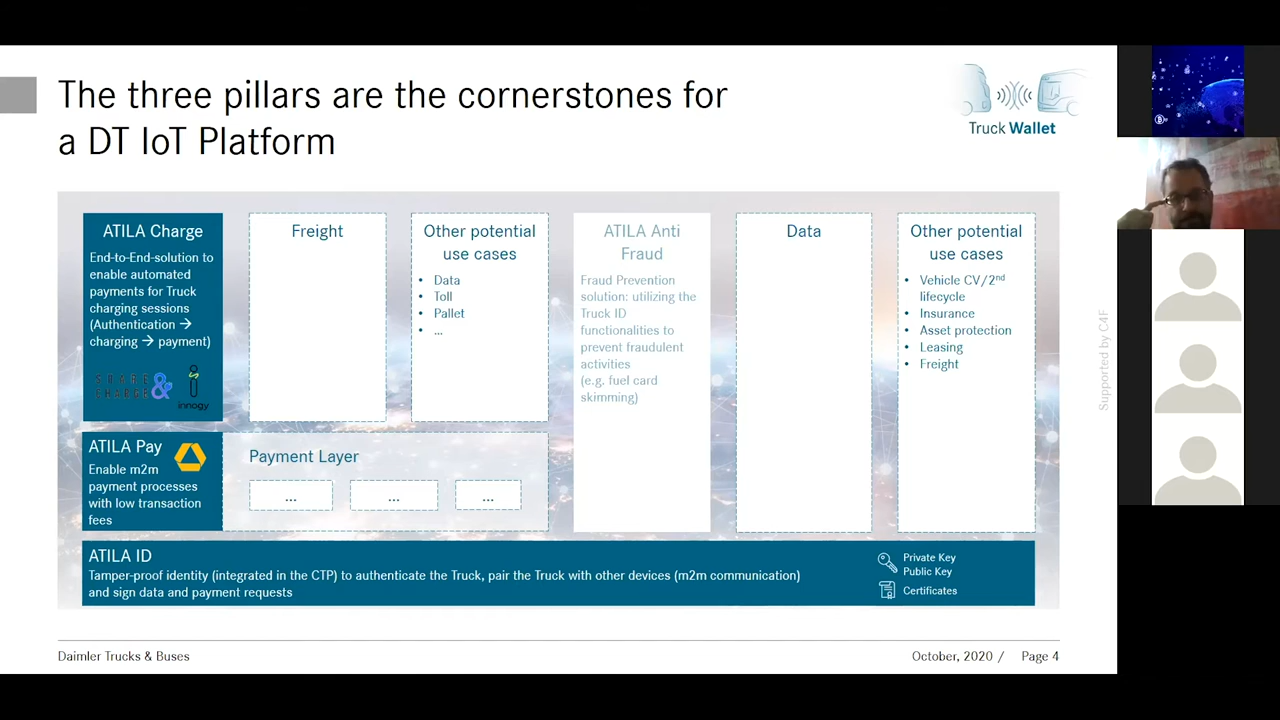 The three pillars are the cornerstones for
a DT IoT Platform
Truck Wallet
ATILA Charge
End-to-End-solution to
enable automated
payments for Truck
charging sessions
(Authentication →
charging → payment)
SHARE
CHARGE
&
innogy
Freight
Other potential
use cases
• Data
• Toll
• Pallet
• ...
ATILA Anti
Fraud
Fraud Prevention
solution: utilizing the
Truck ID
functionalities to
prevent fraudulent
activities
(e.g. fuel card
skimming)
Data
Other potential
use cases
• Vehicle CV/2nd
lifecycle
• Insurance
• Asset protection
• Leasing
• Freight
ATILA Pay
Enable m2m
payment processes
with low transaction
fees
Payment Layer
...
...
...
ATILA ID
Tamper-proof identity (integrated in the CTP) to authenticate the Truck, pair the Truck with other devices (m2m communication)
and sign data and payment requests
Private Key
Public Key
Certificates
Supported by C4F
Daimler Trucks & Buses
October, 2020 / Page 4